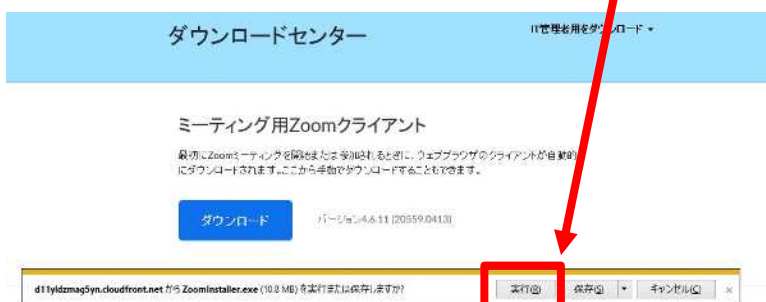 ダウンロードセンター
IT管理者用をダウンロード
ミーティング用Zoomクライアント
最初にZoomミーティングを開始または参加されるときに、ウェブブラウザのクライアントが自動的
にダウンロードされます。ここから手動でダウンロードすることもできます。
ダウンロード
バージョン4.6.11 (20559.0413)
d11yldzmag5yn.cloudfront.net から ZoomInstaller.exe (10.8 MB) を実行または保存しますか?
実行(R)
保存(S)
キャンセル(C)
×